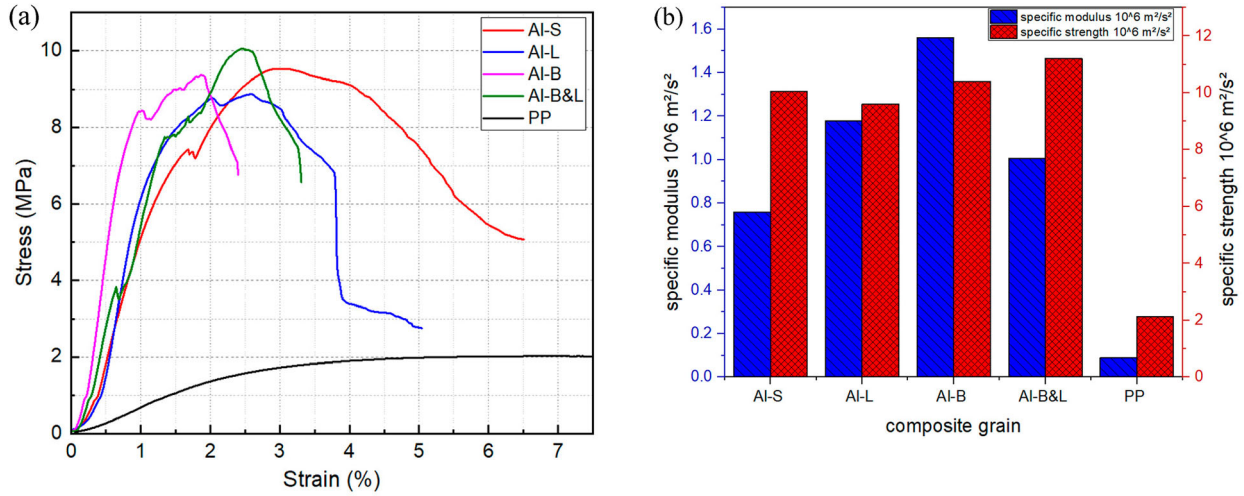 (a)
Al-S
Al-L
Al-B
Al-B&L
PP
10
8
6
4
2
0
Stress (MPa)
0 1 2 3 4 5 6 7
Strain (%)
(b)
specific modulus 10^6 m²/s²
specific strength 10^6 m²/s²
1.6
1.4
1.2
1.0
0.8
0.6
0.4
0.2
0.0
specific modulus 10^6 m²/s²
12
10
8
6
4
2
0
specific strength 10^6 m²/s²
Al-S Al-L Al-B Al-B&L PP
composite grain